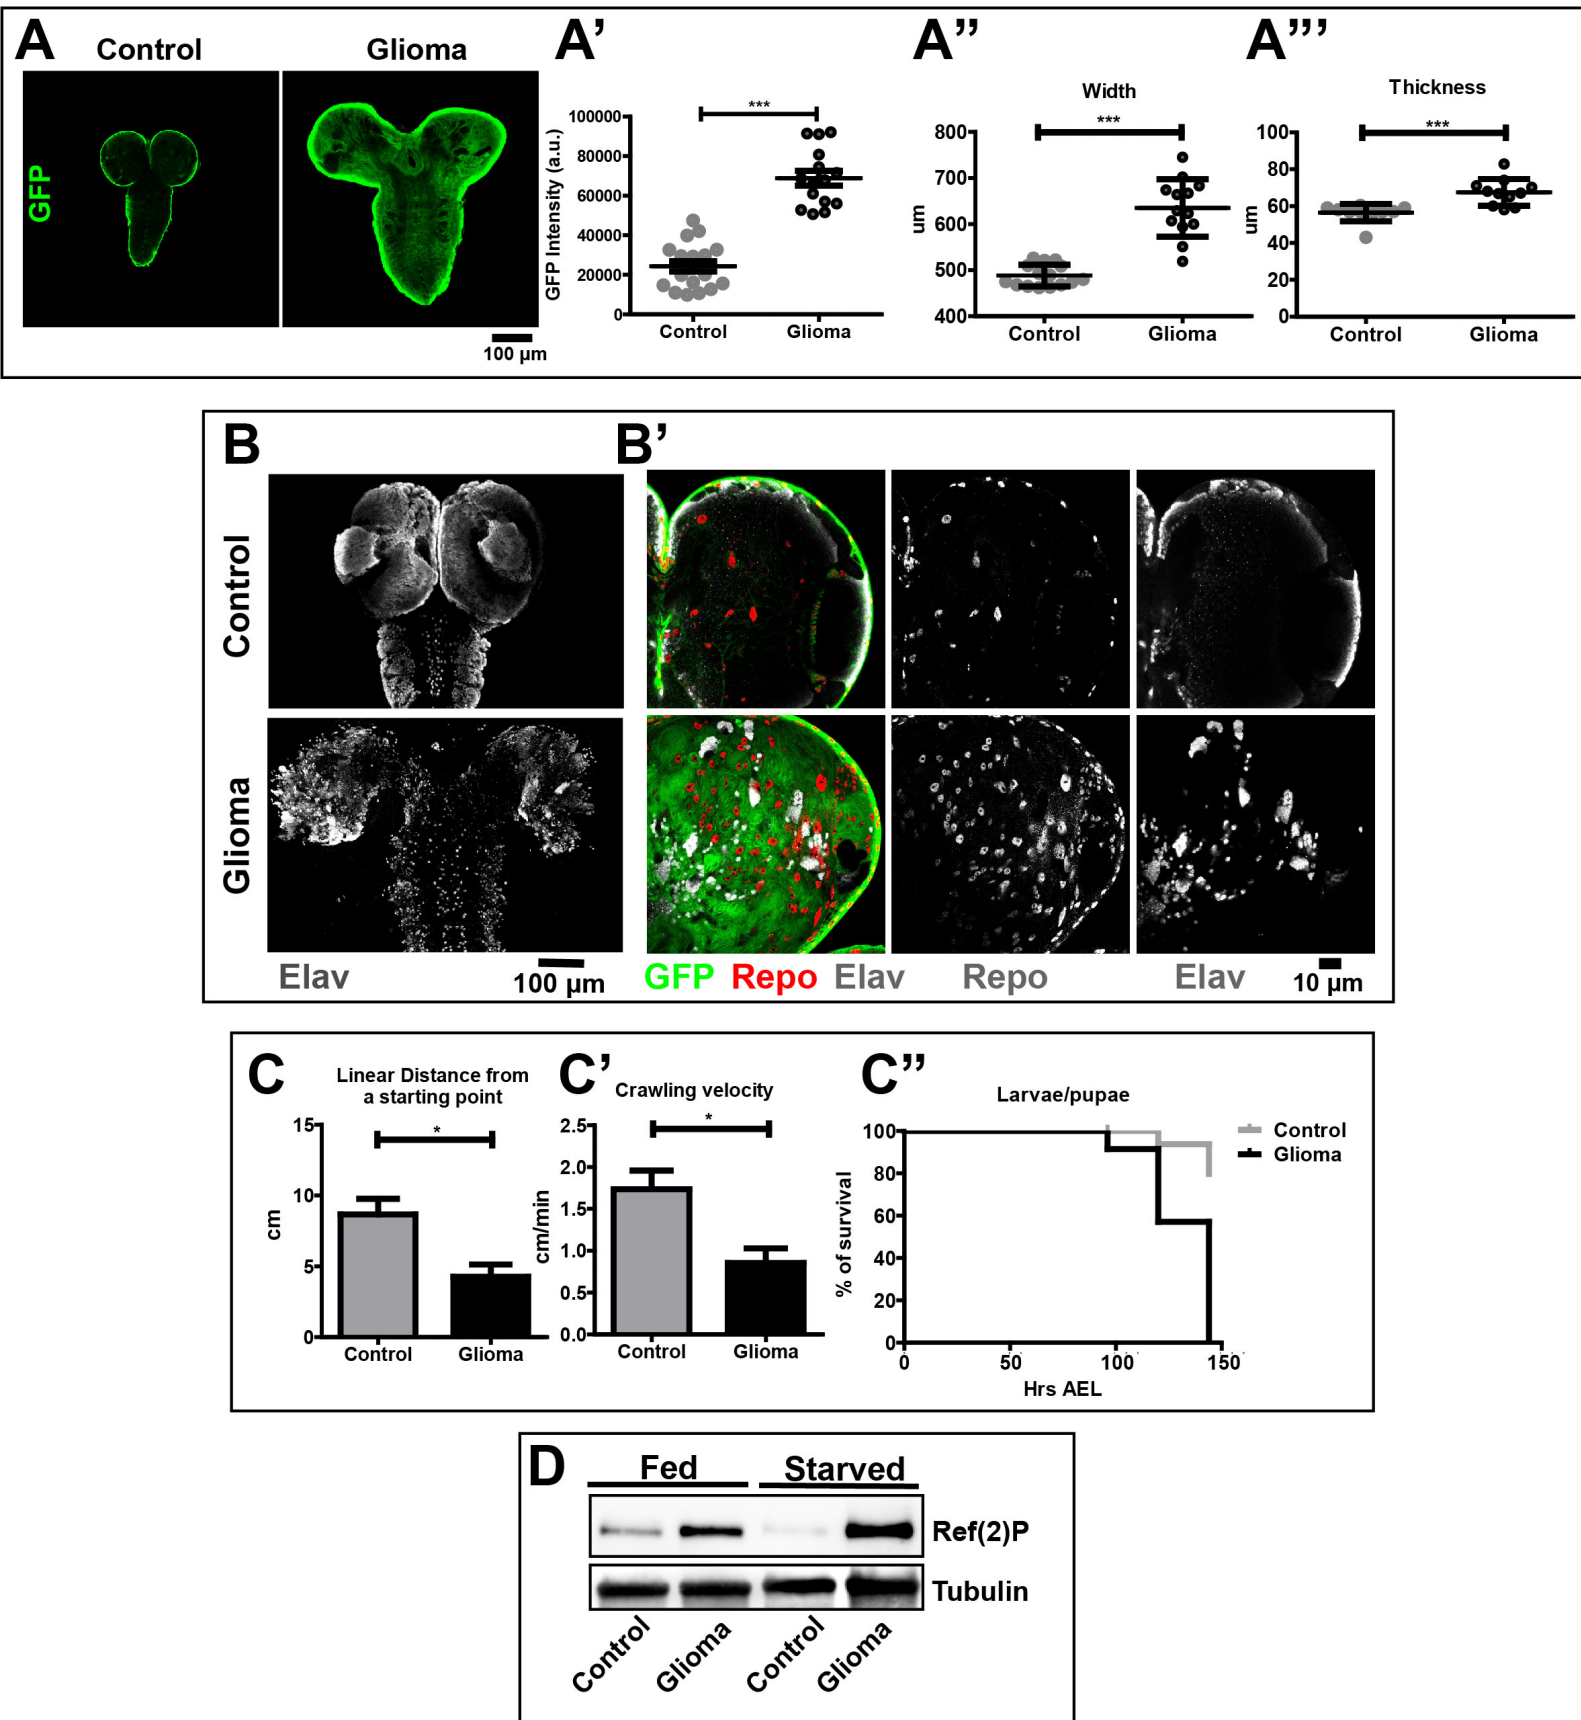 A
Control
Glioma
GFP
100 µm
A’
GFP Intensity (a.u.)
100000
80000
60000
40000
20000
0
***
Control
Glioma
A’’
Width
um
800
700
600
500
400
***
Control
Glioma
A’’’
Thickness
um
100
80
60
40
20
0
***
Control
Glioma
B
Control
Glioma
Elav
100 µm
B’
GFP Repo Elav
Repo
Elav
10 µm
C
Linear Distance from
a starting point
cm
15
10
5
0
*
Control
Glioma
C’
Crawling velocity
cm/min
2.5
2.0
1.5
1.0
0.5
0.0
*
Control
Glioma
C’’
Larvae/pupae
% of survival
100
80
60
40
20
0
0
50
100
150
Hrs AEL
Control
Glioma
D
Fed
Starved
Ref(2)P
Tubulin
Control
Glioma
Control
Glioma